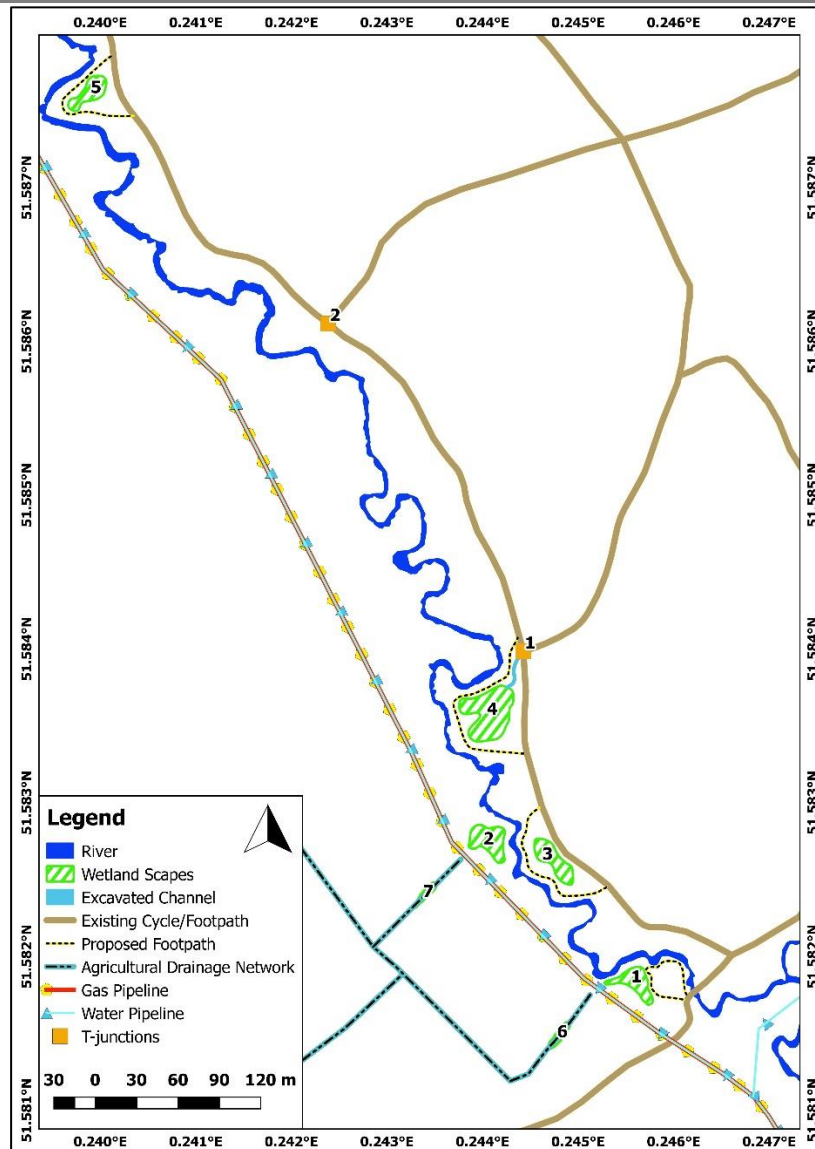 0.240°E 0.241°E 0.242°E 0.243°E 0.244°E 0.245°E 0.246°E 0.247°E
5
51.587°N 51.587°N
2
51.586°N 51.586°N
51.585°N 51.585°N
1
51.584°N 51.584°N
4
51.583°N 51.583°N
2
3
7
51.582°N 51.582°N
1
6
51.581°N 51.581°N
Legend
River
Wetland Scapes
Excavated Channel
Existing Cycle/Footpath
Proposed Footpath
Agricultural Drainage Network
Gas Pipeline
Water Pipeline
T-junctions
30 0 30 60 90 120 m
0.240°E 0.241°E 0.242°E 0.243°E 0.244°E 0.245°E 0.246°E 0.247°E